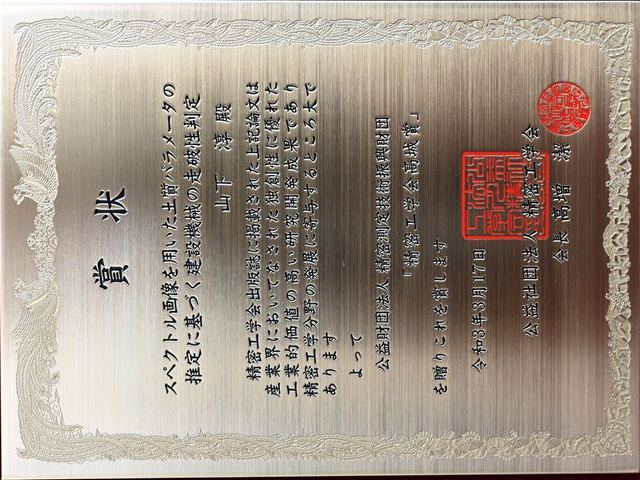 賞状
スペクトル画像を用いた土質パラメータの
推定に基づく建設機械の走破性判定
山下 淳 殿
精密工学会出版誌に掲載された上記論文は
産業界においてなされた独創性に優れた
工業的価値の高い研究開発成果であり
精密工学分野の発展に寄与するところ大で
あります
よって
公益財団法人 精密測定技術振興財団
「精密工学会髙城賞」
を贈りこれを賞します
令和3年3月17日
公益社団法人 精密工学会
会長 高増 潔